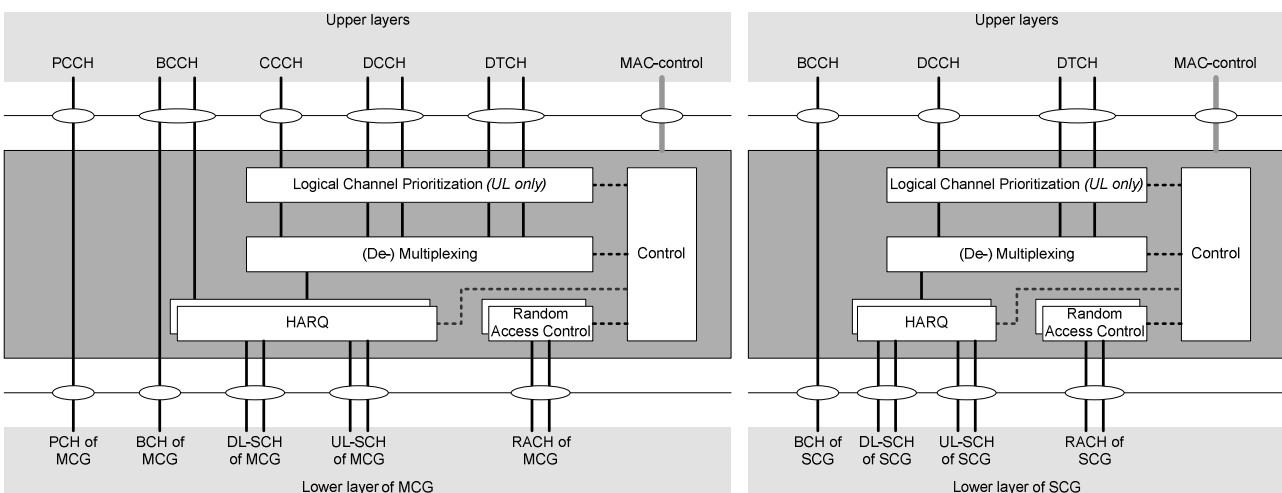 Upper layers
PCCH BCCH CCCH DCCH DTCH MAC-control
Logical Channel Prioritization (UL only)
(De-) Multiplexing
Control
HARQ
Random
Access Control
PCH of
MCG
BCH of
MCG
DL-SCH
of MCG
UL-SCH
of MCG
RACH of
MCG
Lower layer of MCG
Upper layers
BCCH DCCH DTCH MAC-control
Logical Channel Prioritization (UL only)
(De-) Multiplexing
Control
HARQ
Random
Access Control
BCH of
SCG
DL-SCH
of SCG
UL-SCH
of SCG
RACH of
SCG
Lower layer of SCG